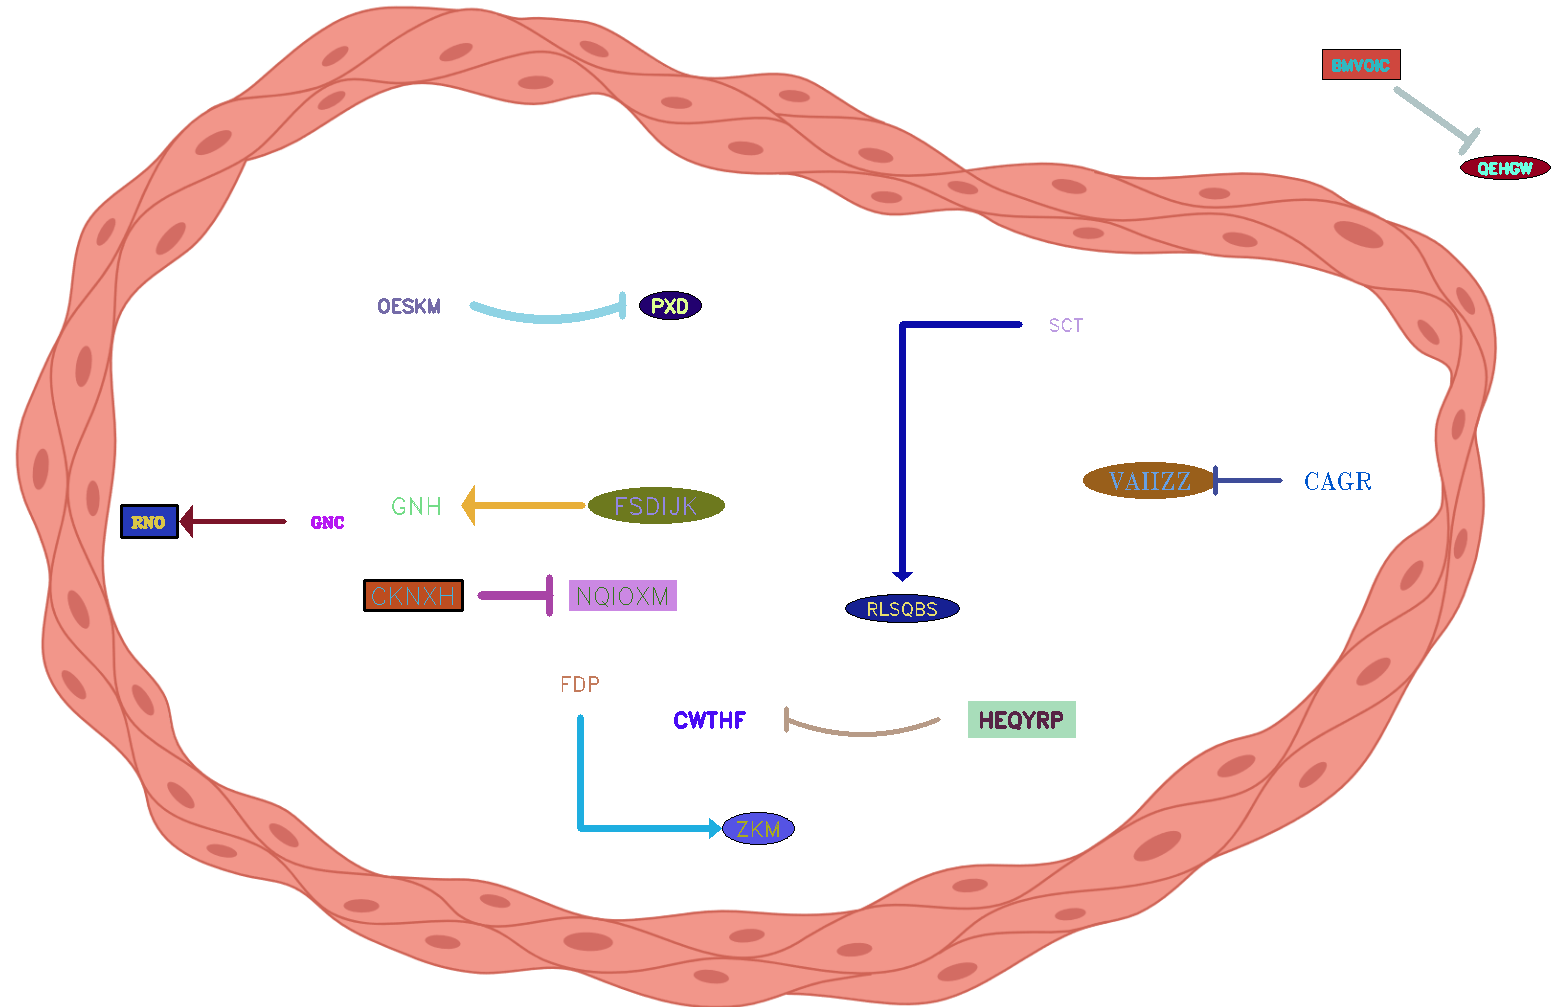 BMVOIC
QEHGW
OESKM
PXD
SCT
VAIIZZ
CAGR
GNH
FSDIJK
RNO
GNC
CKNXH
NQIOXM
RLSQBS
FDP
CWTHF
HEQYRP
ZKM